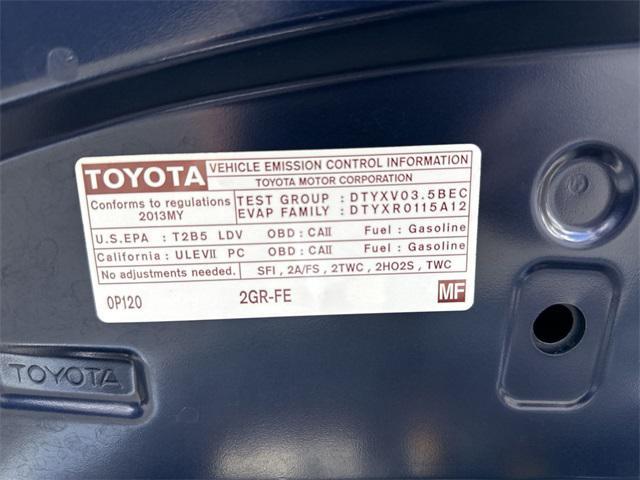 TOYOTA VEHICLE EMISSION CONTROL INFORMATION
TOYOTA MOTOR CORPORATION
Conforms to regulations
2013MY
TEST GROUP : DTYXV03.5BEC
EVAP FAMILY : DTYXR0115A12
U.S.EPA : T2B5 LDV OBD : CAII Fuel : Gasoline
California : ULEVII PC OBD : CAII Fuel : Gasoline
No adjustments needed. SFI , 2A/FS , 2TWC , 2HO2S , TWC
0P120 2GR-FE MF
TOYOTA